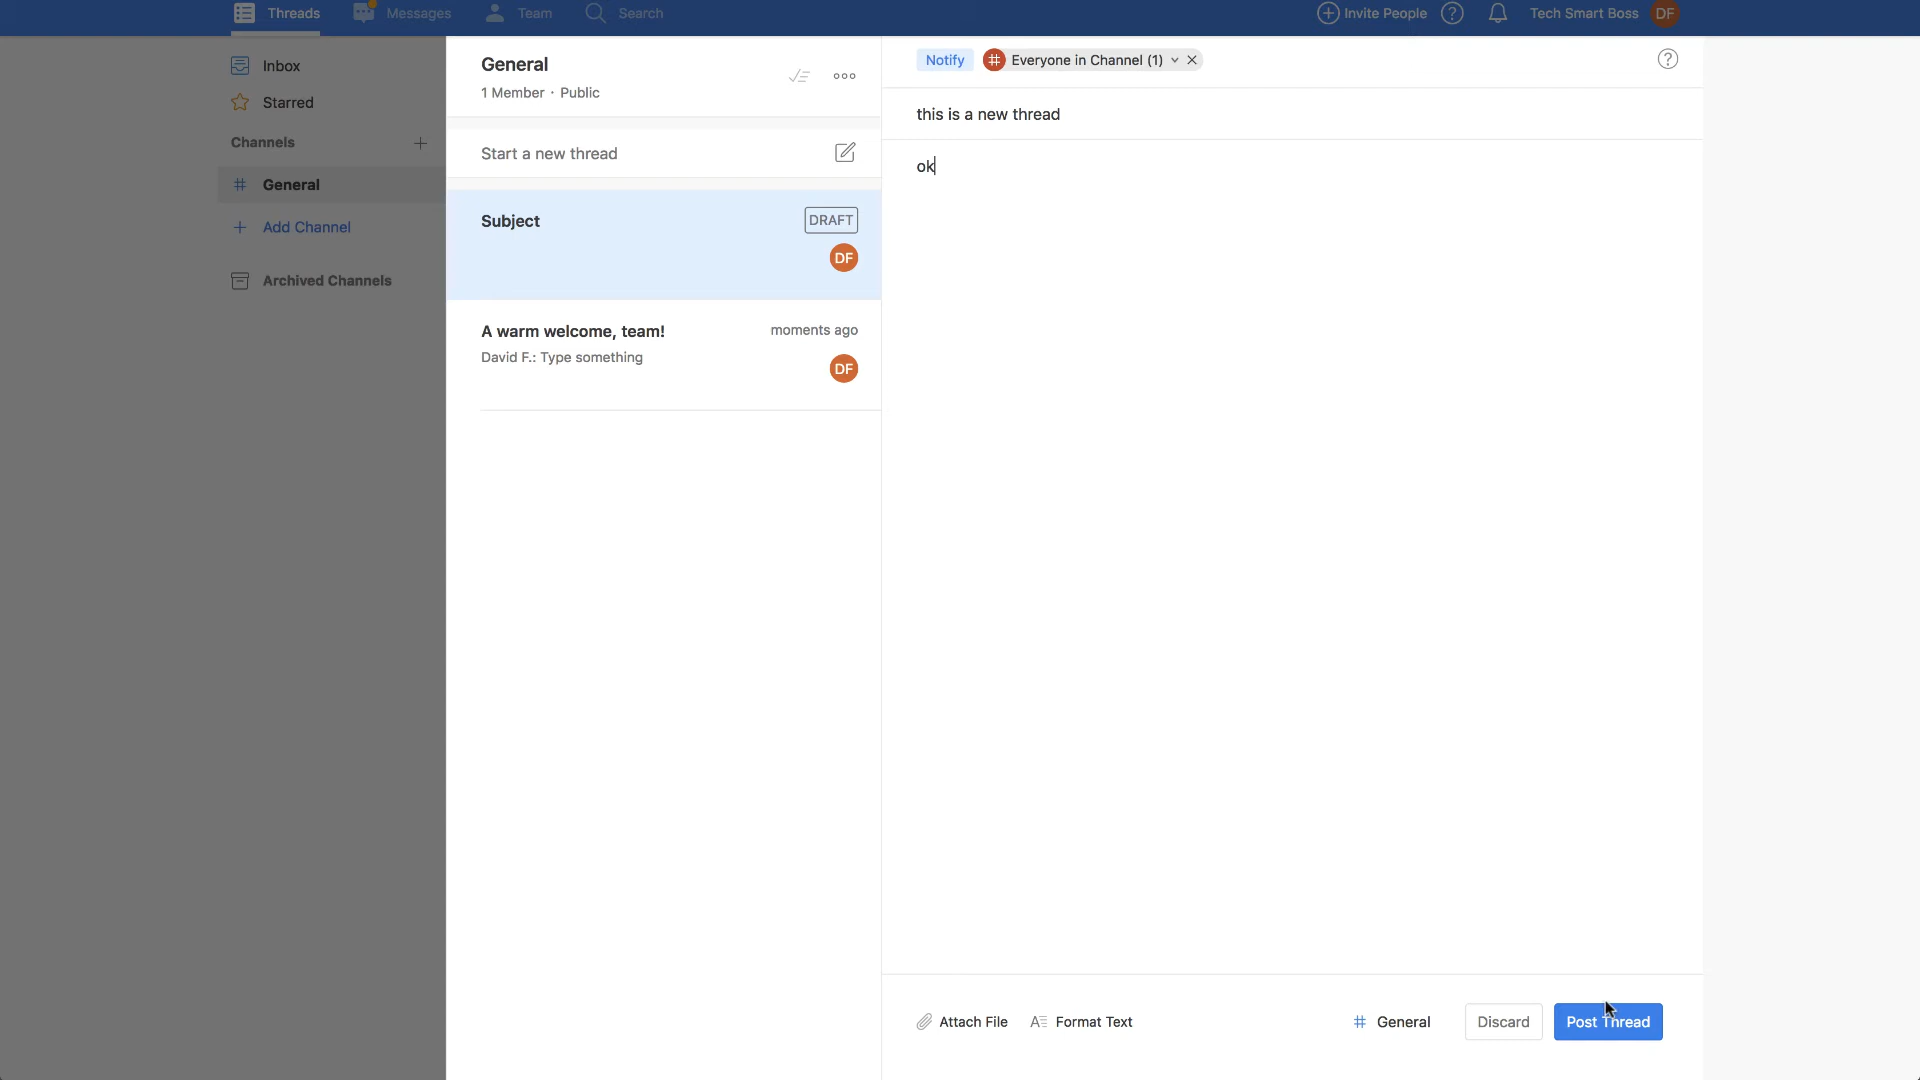 Threads Messages Team Search Invite People Tech Smart Boss DF
Inbox
Starred
Channels
General
Add Channel
Archived Channels
General
1 Member · Public
Start a new thread
Subject DRAFT
DF
A warm welcome, team! moments ago
David F.: Type something
DF
Notify # Everyone in Channel (1)
this is a new thread
ok
Attach File Format Text # General Discard Post Thread